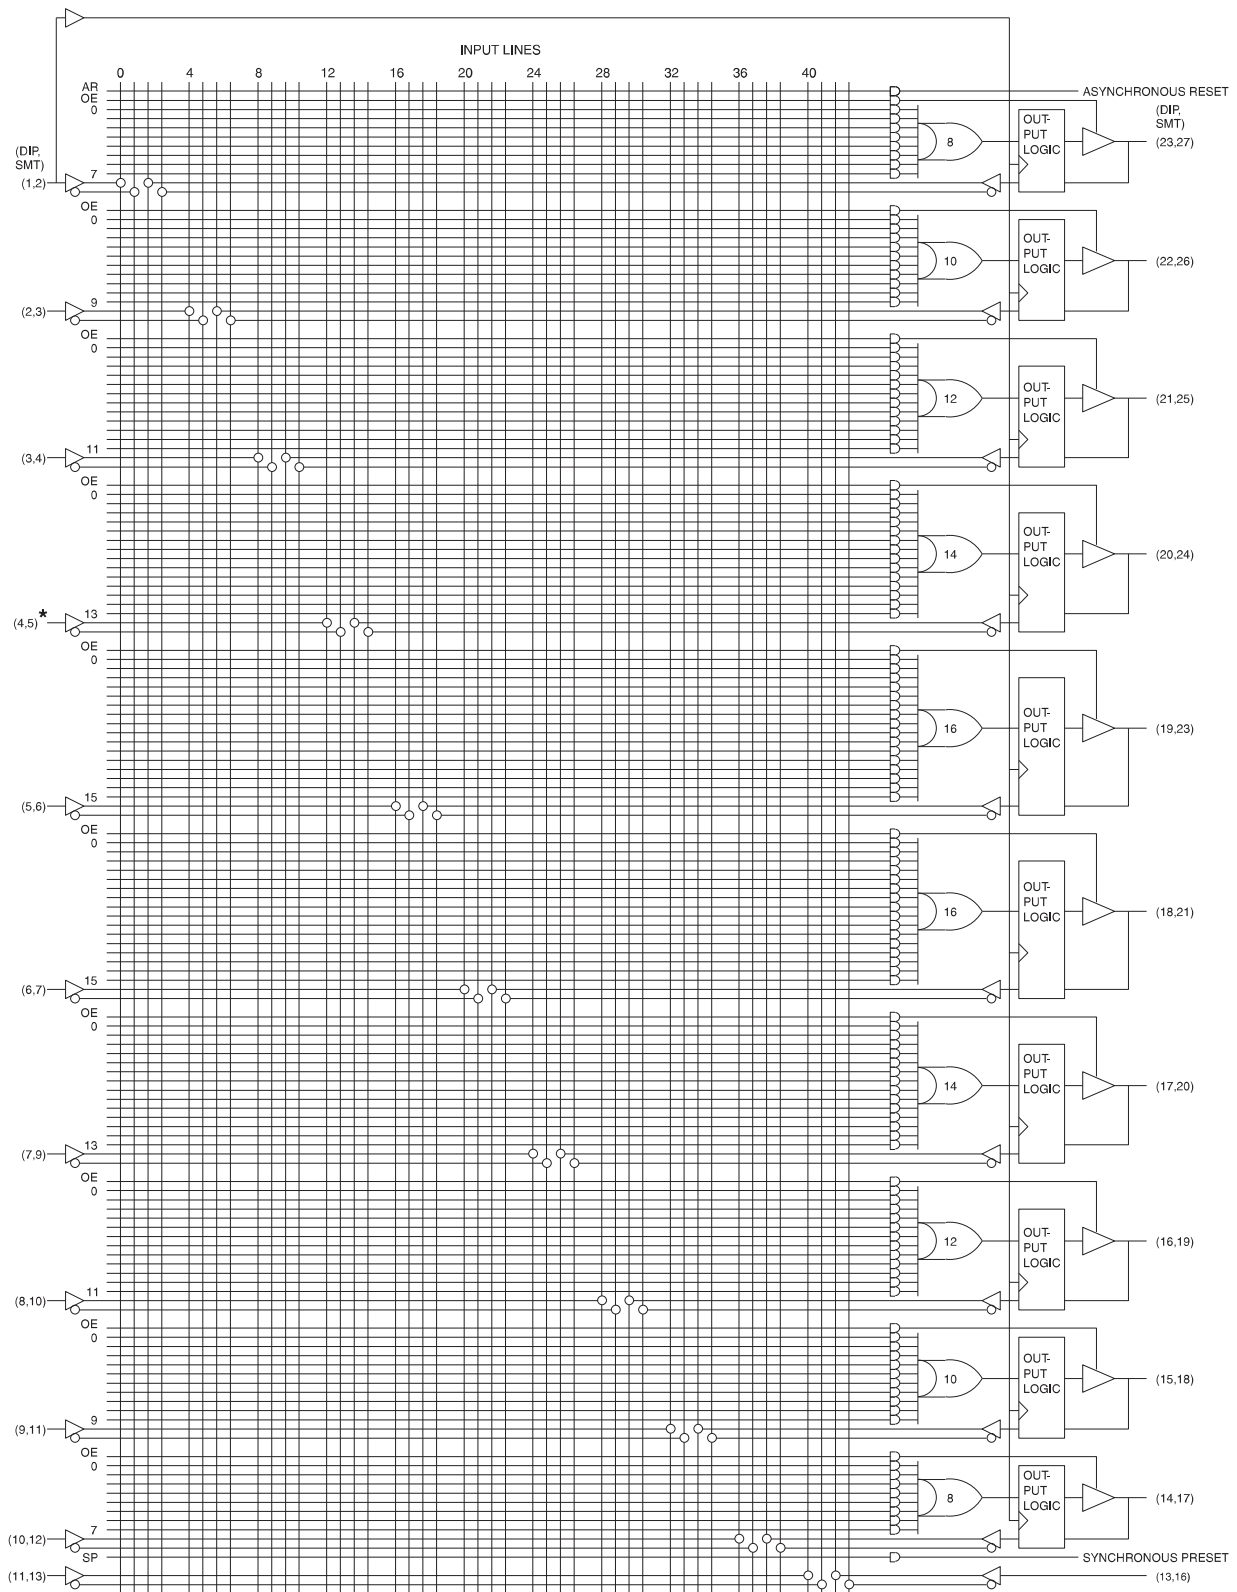 INPUT LINES
0 4 8 12 16 20 24 28 32 36 40
AR
ASYNCHRONOUS RESET
OE
0
(DIP,
SMT)
(DIP,
SMT)
8
OUT-
PUT
LOGIC
(23,27)
7
(1,2)
OE
0
10
OUT-
PUT
LOGIC
(22,26)
9
(2,3)
OE
0
12
OUT-
PUT
LOGIC
(21,25)
11
(3,4)
OE
0
14
OUT-
PUT
LOGIC
(20,24)
13
(4,5)*
OE
0
16
OUT-
PUT
LOGIC
(19,23)
15
(5,6)
OE
0
16
OUT-
PUT
LOGIC
(18,21)
15
(6,7)
OE
0
14
OUT-
PUT
LOGIC
(17,20)
13
(7,9)
OE
0
12
OUT-
PUT
LOGIC
(16,19)
11
(8,10)
OE
0
10
OUT-
PUT
LOGIC
(15,18)
9
(9,11)
OE
0
8
OUT-
PUT
LOGIC
(14,17)
7
(10,12)
SP
SYNCHRONOUS PRESET
(11,13)
(13,16)